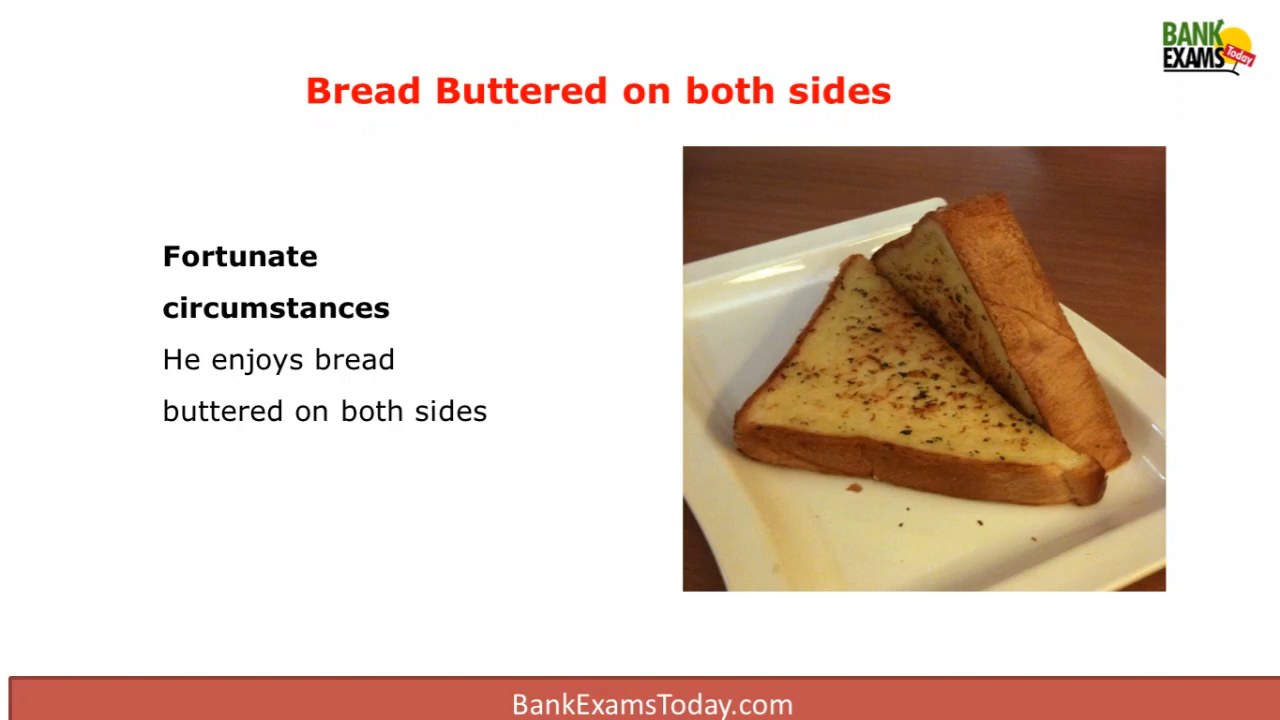 BANK
EXAMS Today
Bread Buttered on both sides
Fortunate
circumstances
He enjoys bread
buttered on both sides
BankExamsToday.com